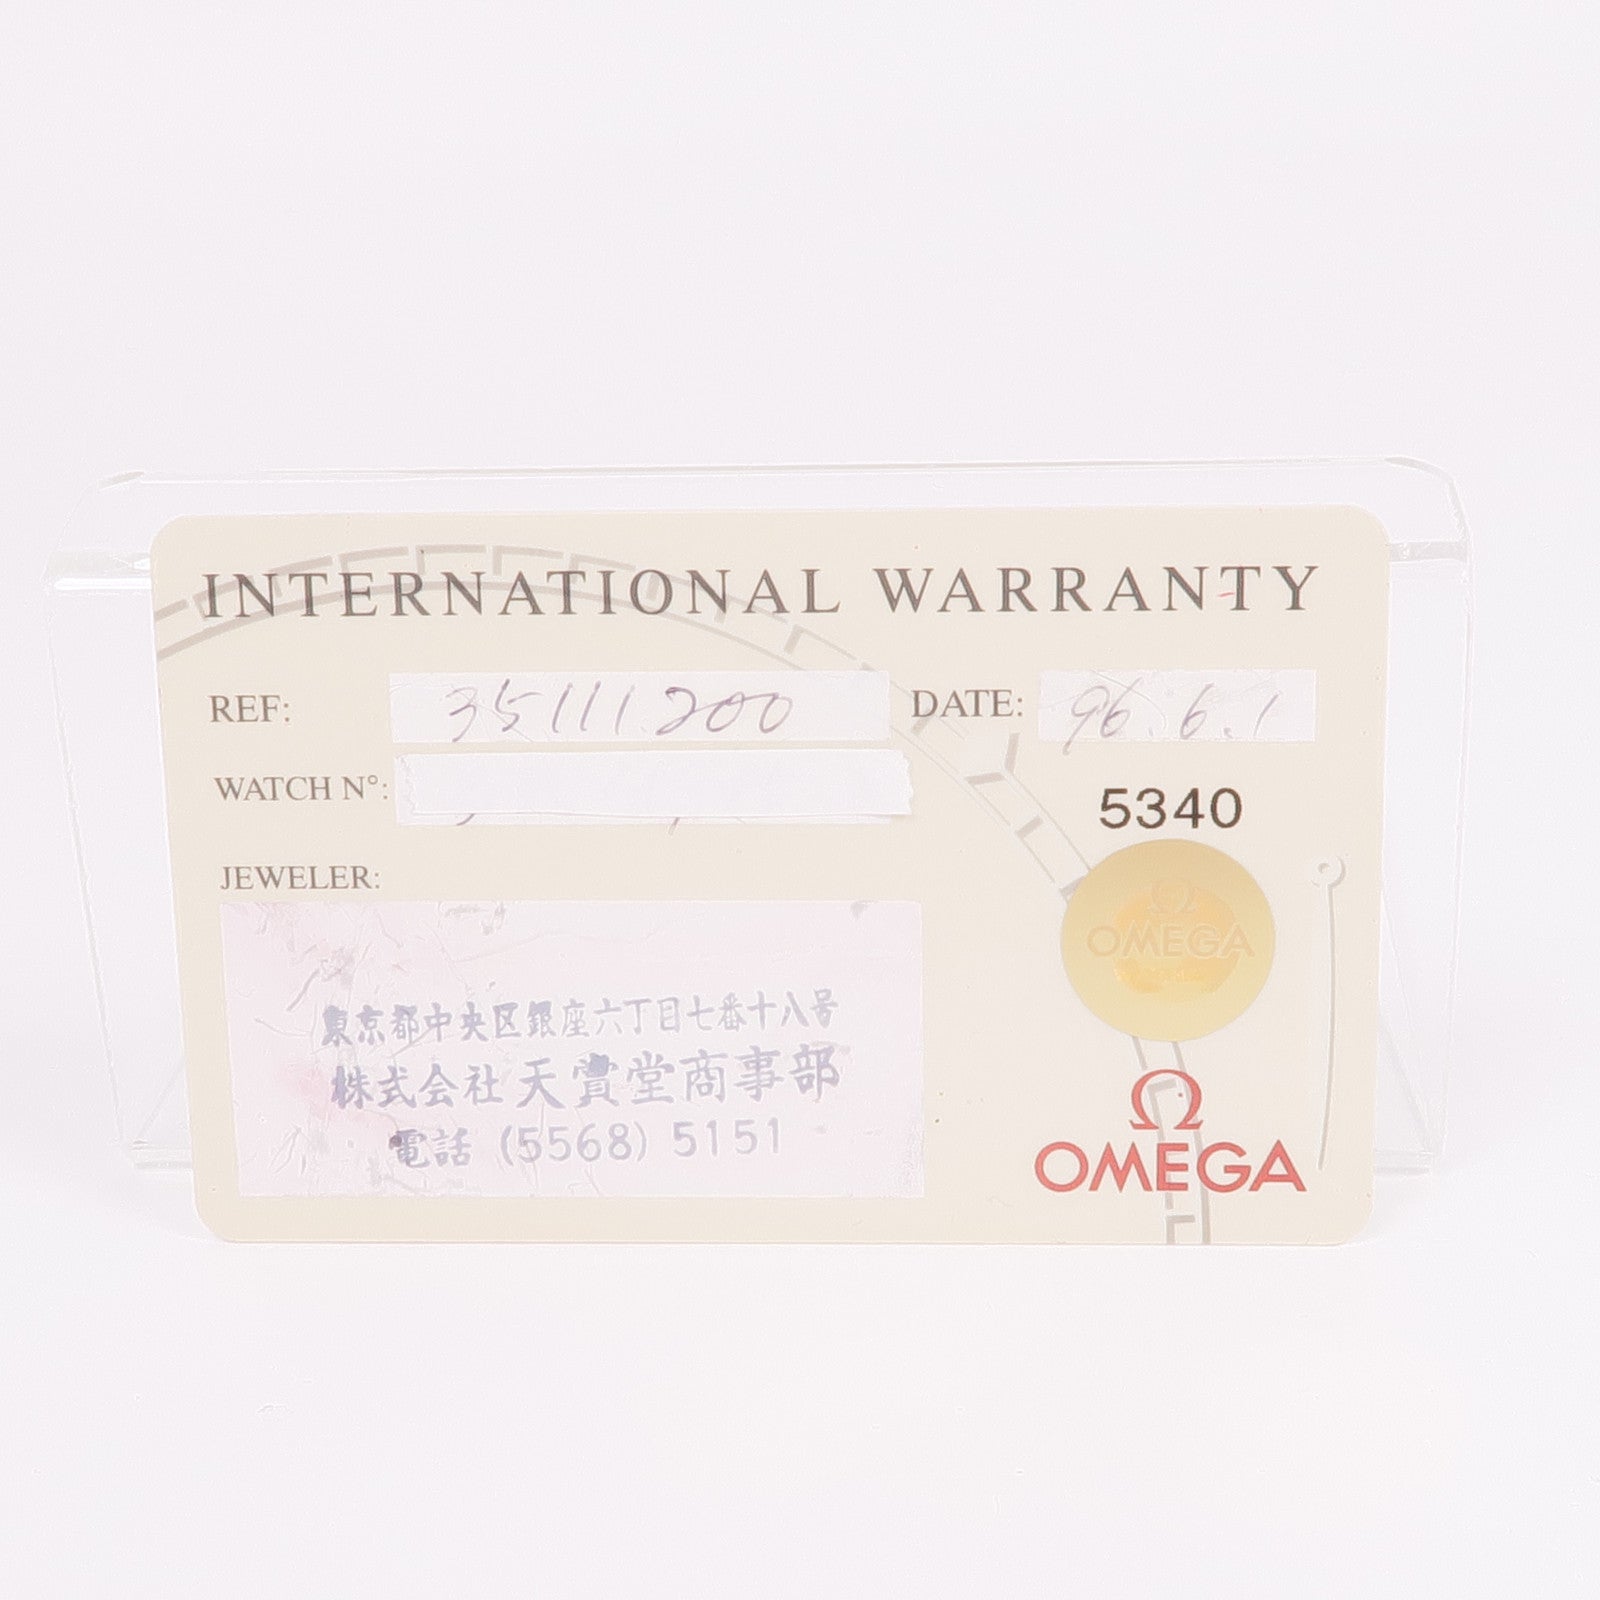 INTERNATIONAL WARRANTY
REF: 35111.200 DATE: 96.6.1
WATCH N°:
5340
JEWELER:
OMEGA
東京都中央区銀座六丁目七番十八号
株式会社天賞堂商事部
電話 (5568) 5151
Ω
OMEGA